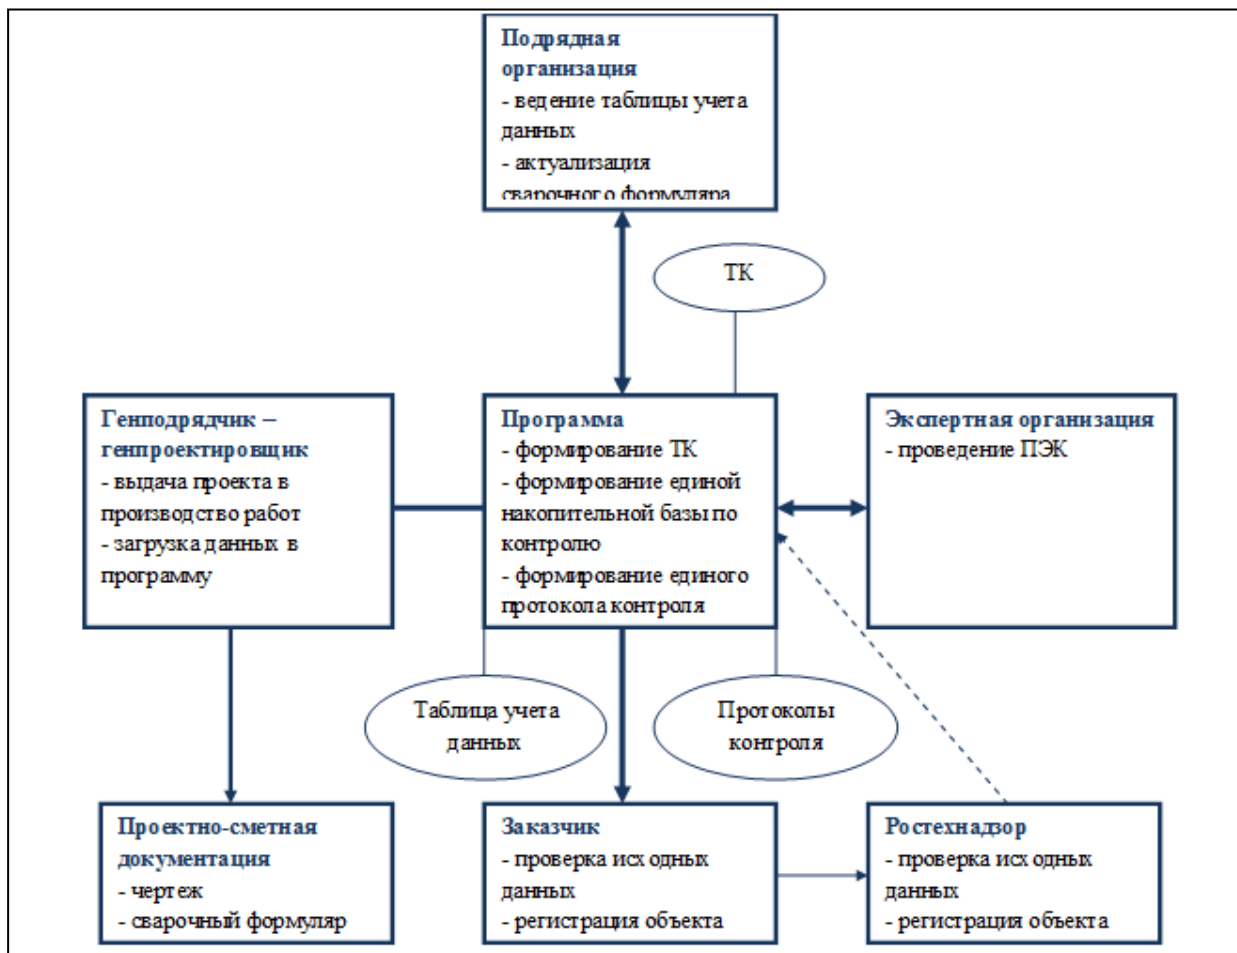 Подрядная
организация
- ведение таблицы учета
данных
- актуализация
сварочного формуляра
ТК
Генподрядчик –
генпроектировщик
- выдача проекта в
производство работ
- загрузка данных в
программу
Программа
- формирование ТК
- формирование единой
накопительной базы по
контролю
- формирование единого
протокола контроля
Экспертная организация
- проведение ПЭК
Таблица учета
данных
Протоколы
контроля
Проектно-сметная
документация
- чертеж
- сварочный формуляр
Заказчик
- проверка исходных
данных
- регистрация объекта
Ростехнадзор
- проверка исходных
данных
- регистрация объекта